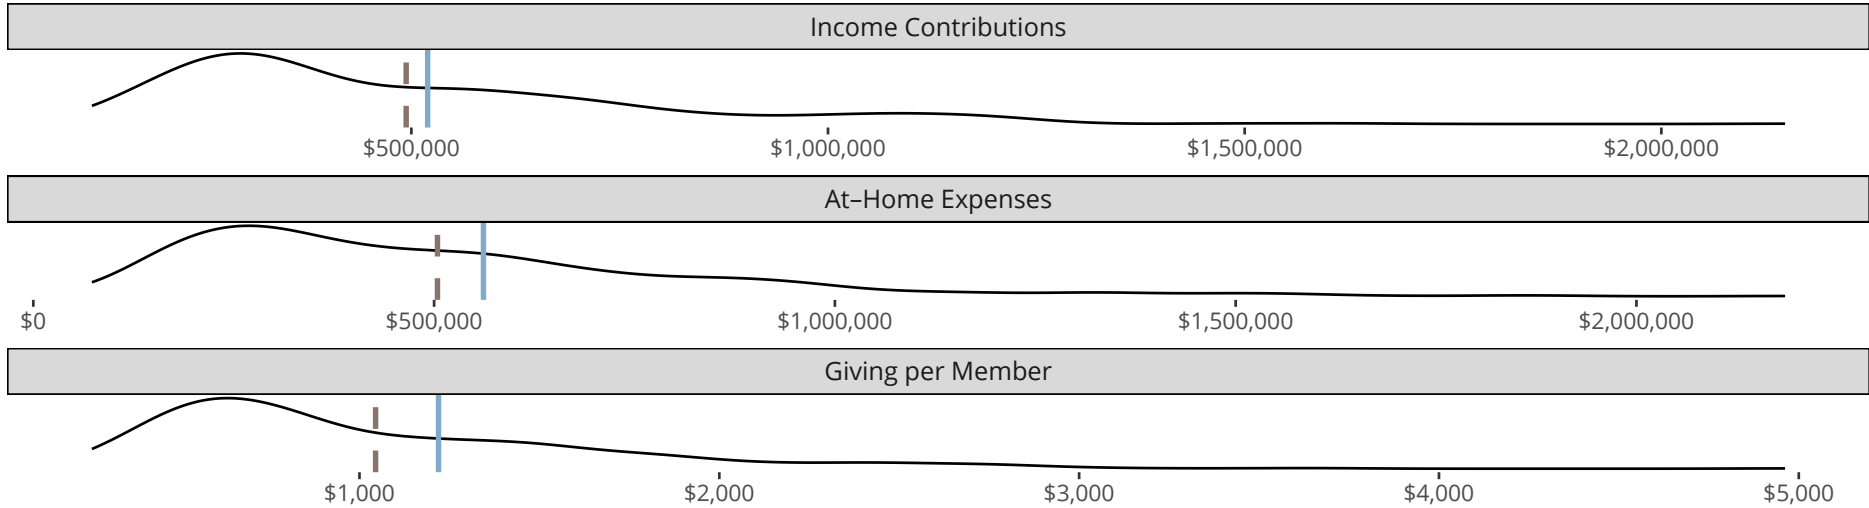 Income Contributions
$500,000 $1,000,000 $1,500,000 $2,000,000
At–Home Expenses
$0 $500,000 $1,000,000 $1,500,000 $2,000,000
Giving per Member
$1,000 $2,000 $3,000 $4,000 $5,000